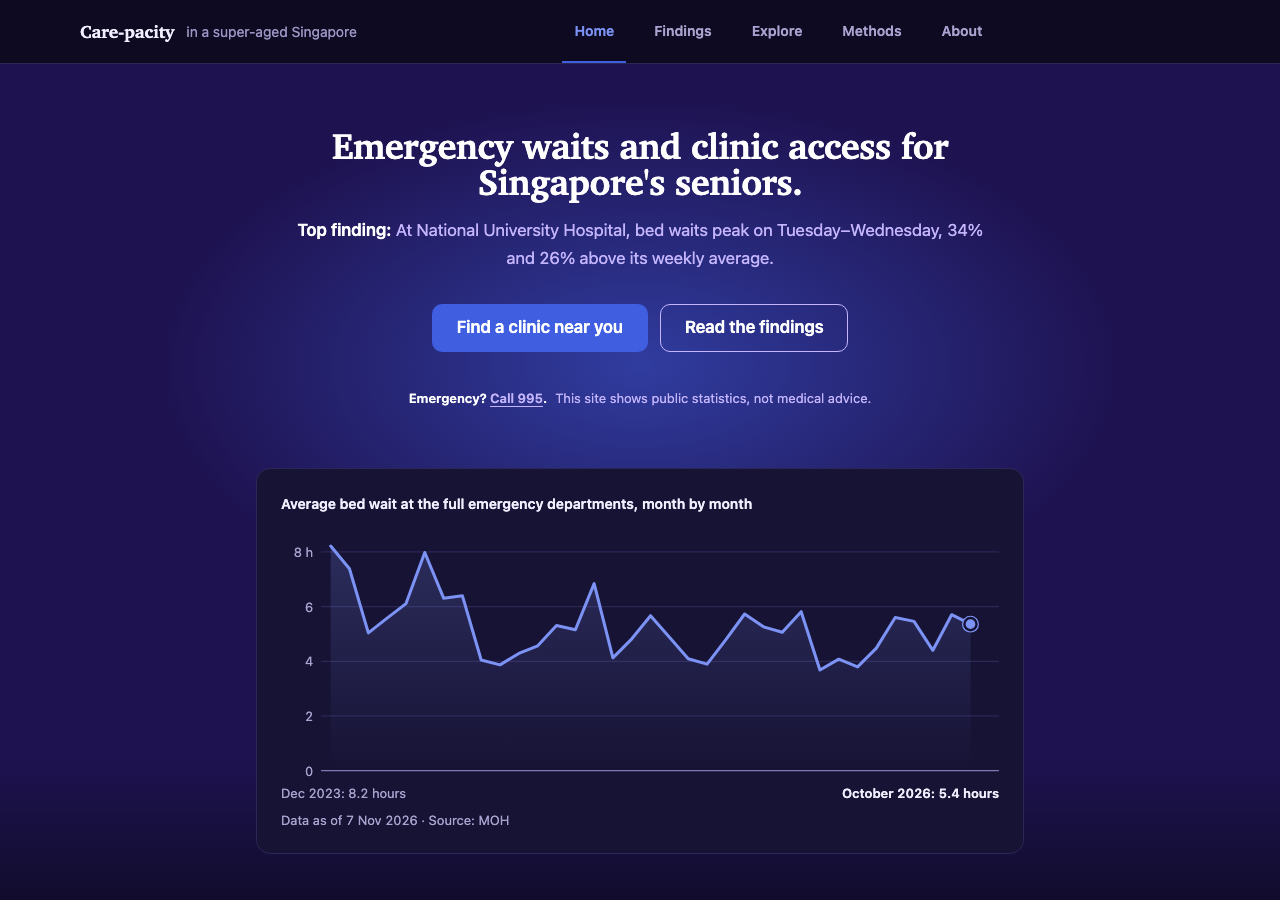 Care-pacity in a super-aged Singapore
Home Findings Explore Methods About
Emergency waits and clinic access for
Singapore's seniors.
Top finding: At National University Hospital, bed waits peak on Tuesday–Wednesday, 34%
and 26% above its weekly average.
Find a clinic near you Read the findings
Emergency? Call 995. This site shows public statistics, not medical advice.
Average bed wait at the full emergency departments, month by month
8 h
6
4
2
0
Dec 2023: 8.2 hours October 2026: 5.4 hours
Data as of 7 Nov 2026 · Source: MOH